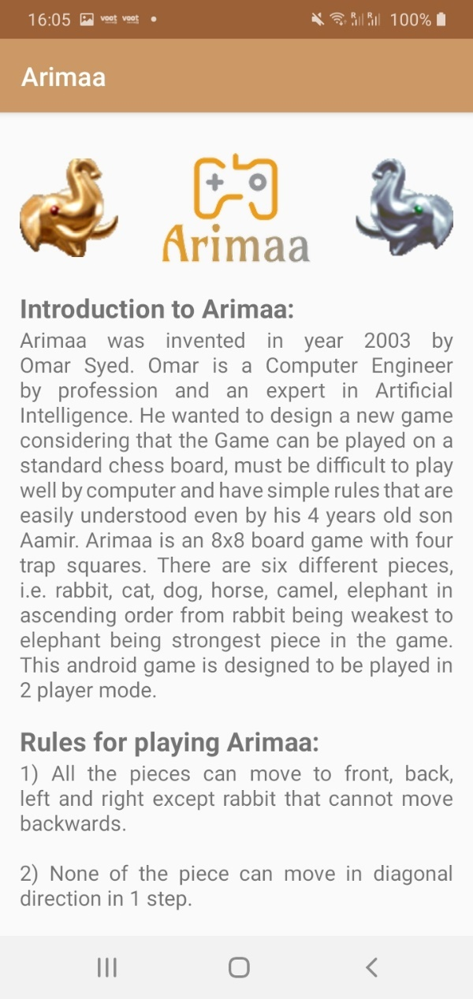 16:05 voot voot R R 100%
Arimaa
Arimaa
Introduction to Arimaa:
Arimaa was invented in year 2003 by
Omar Syed. Omar is a Computer Engineer
by profession and an expert in Artificial
Intelligence. He wanted to design a new game
considering that the Game can be played on a
standard chess board, must be difficult to play
well by computer and have simple rules that are
easily understood even by his 4 years old son
Aamir. Arimaa is an 8x8 board game with four
trap squares. There are six different pieces,
i.e. rabbit, cat, dog, horse, camel, elephant in
ascending order from rabbit being weakest to
elephant being strongest piece in the game.
This android game is designed to be played in
2 player mode.
Rules for playing Arimaa:
1) All the pieces can move to front, back,
left and right except rabbit that cannot move
backwards.
2) None of the piece can move in diagonal
direction in 1 step.